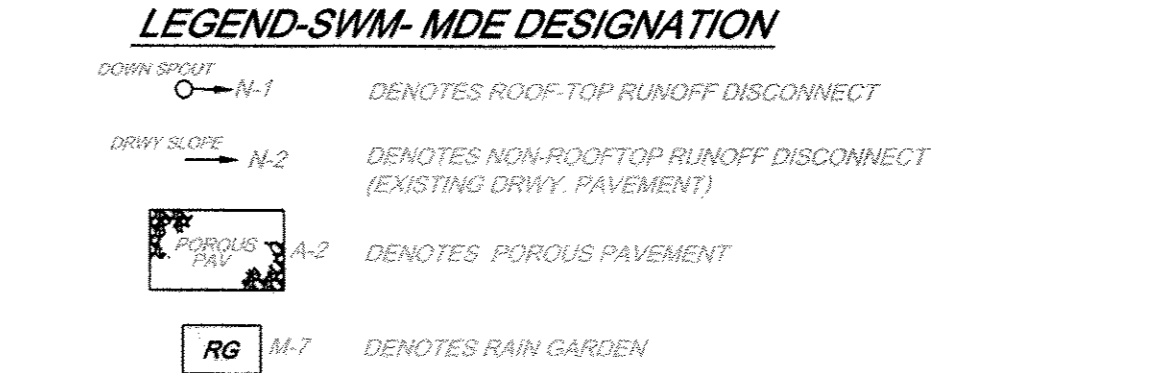 LEGEND-SWM- MDE DESIGNATION
DOWN SPOUT
N-1 DENOTES ROOF-TOP RUNOFF DISCONNECT
DRWY SLOPE
N-2 DENOTES NON-ROOFTOP RUNOFF DISCONNECT
(EXISTING DRWY. PAVEMENT)
POROUS
PAV
A-2 DENOTES POROUS PAVEMENT
RG M-7 DENOTES RAIN GARDEN